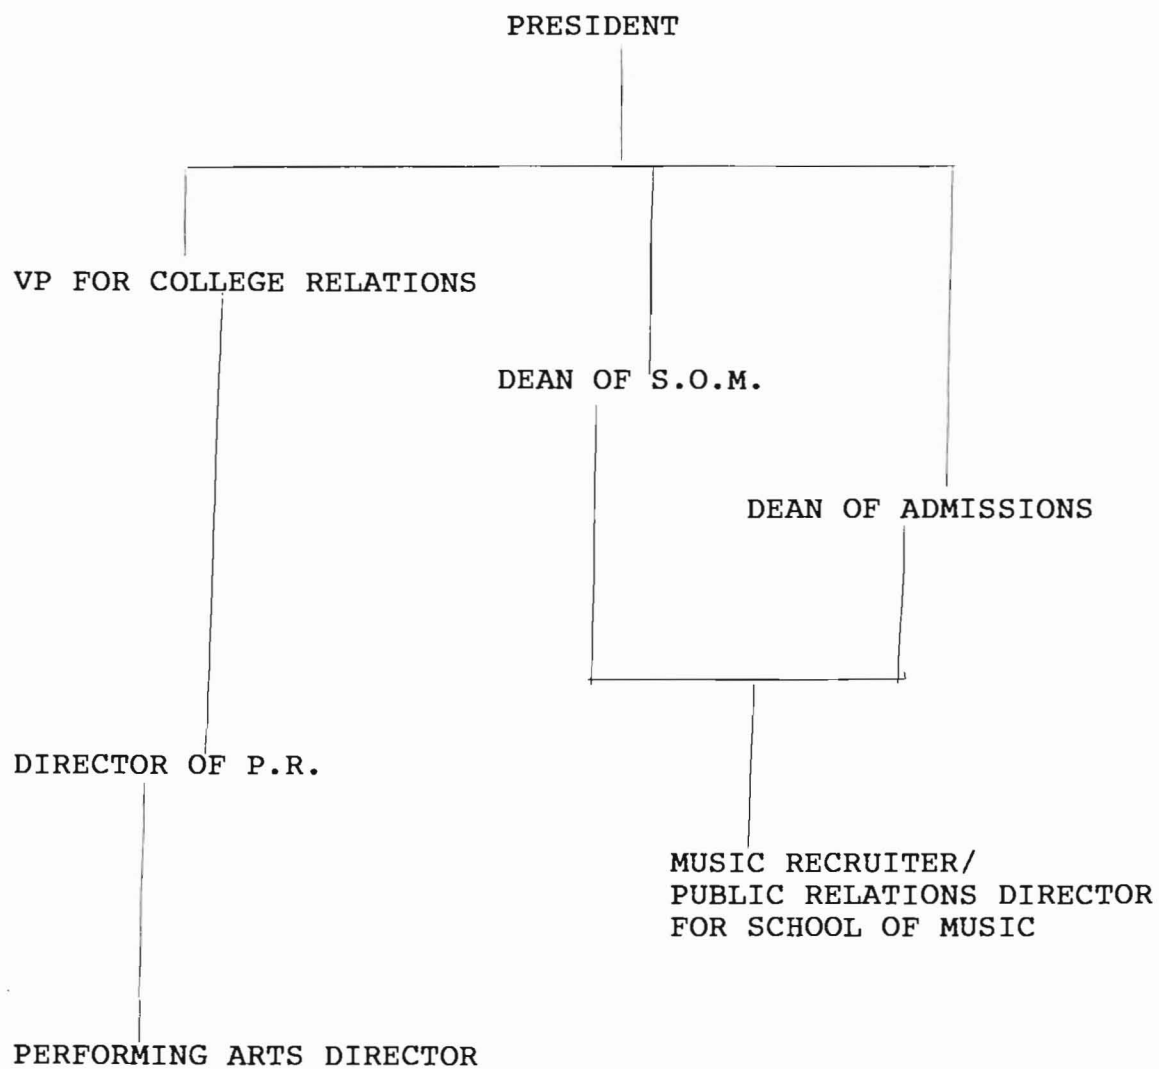 PRESIDENT
VP FOR COLLEGE RELATIONS
DEAN OF S.O.M.
DEAN OF ADMISSIONS
DIRECTOR OF P.R.
MUSIC RECRUITER/
PUBLIC RELATIONS DIRECTOR
FOR SCHOOL OF MUSIC
PERFORMING ARTS DIRECTOR